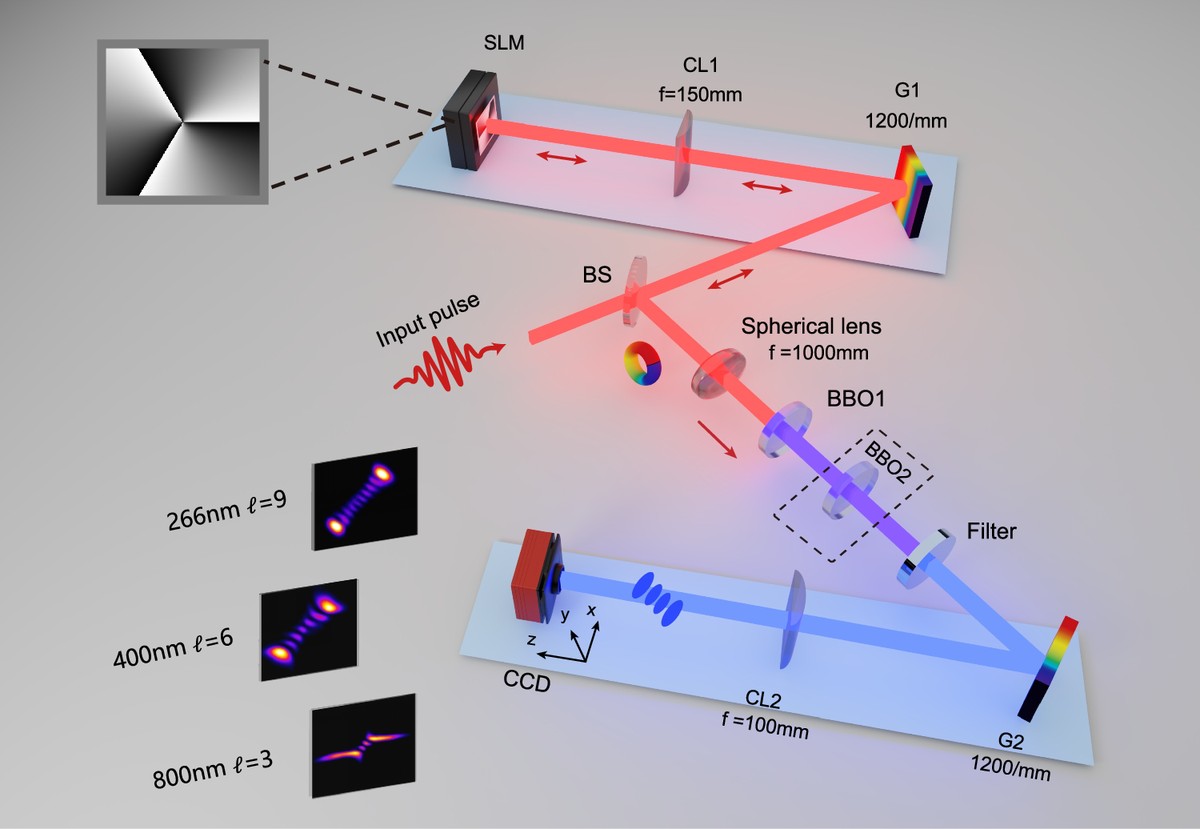 SLM
CL1
f=150mm
G1
1200/mm
BS
Input pulse
Spherical lens
f =1000mm
BBO1
BBO2
Filter
266nm ℓ=9
x
y
z
400nm ℓ=6
CCD
CL2
f =100mm
G2
1200/mm
800nm ℓ=3